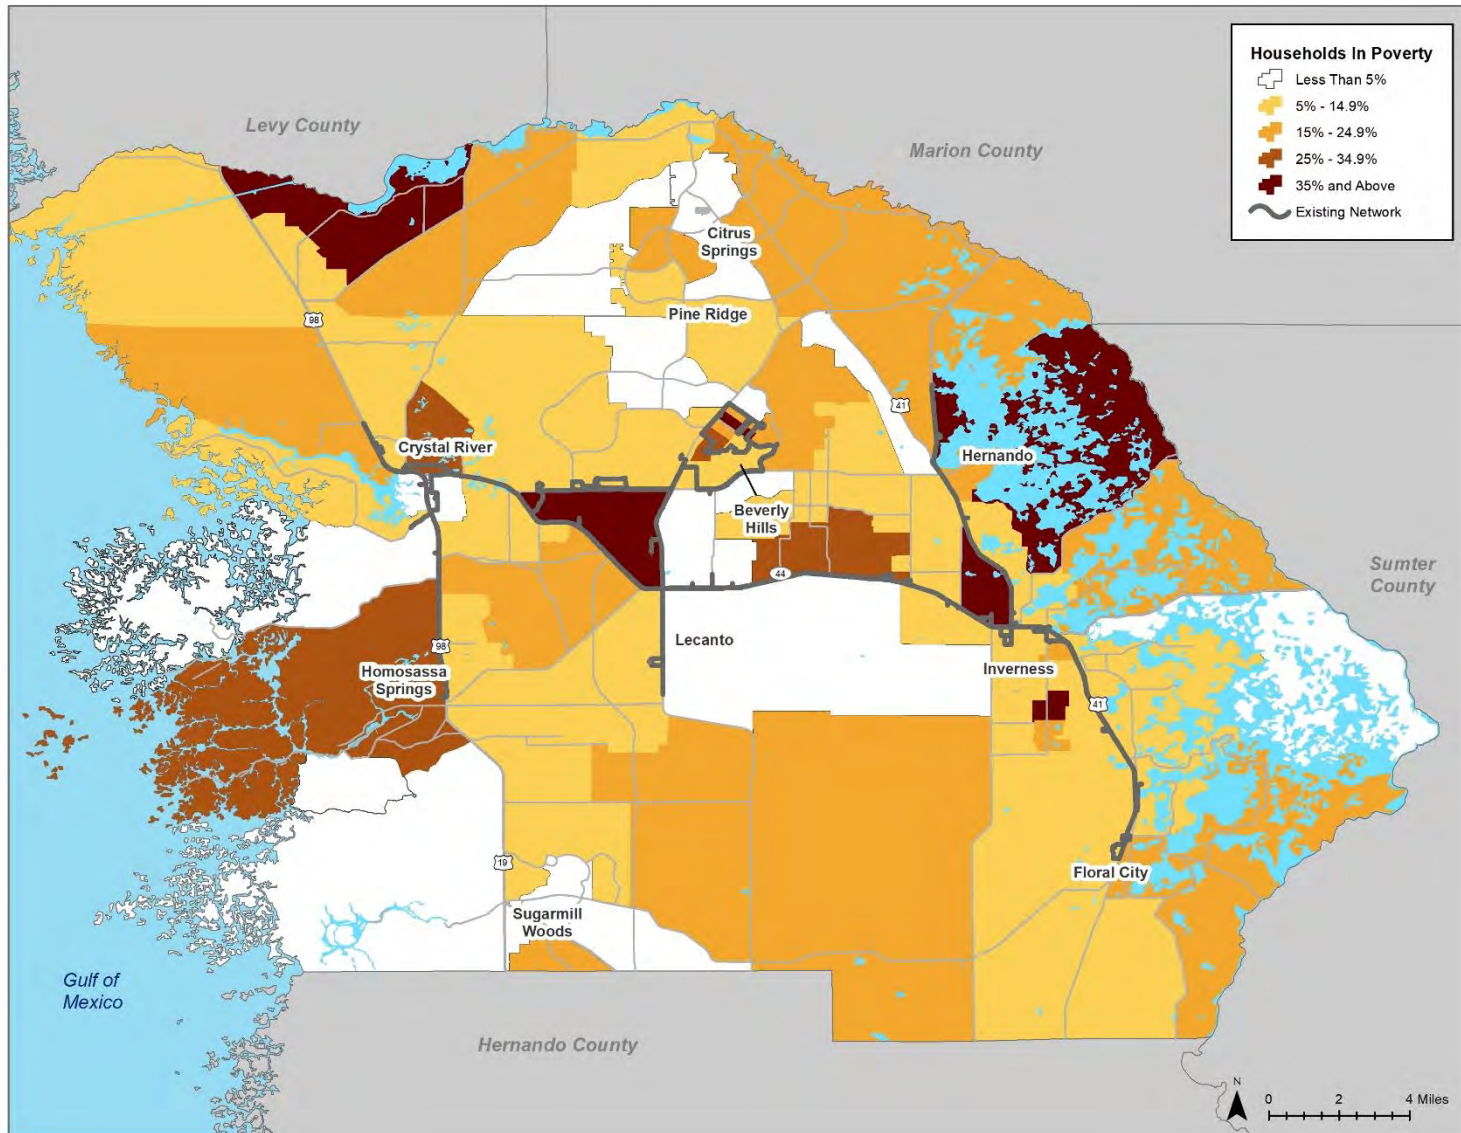 Households In Poverty
Less Than 5%
5% - 14.9%
15% - 24.9%
25% - 34.9%
35% and Above
Existing Network
Levy County
Marion County
Citrus
Springs
Pine Ridge
98
41
Crystal River
Hernando
Beverly
Hills
44
Sumter
County
Lecanto
98
Homosassa
Springs
Inverness
41
19
Floral City
Sugarmill
Woods
Gulf of
Mexico
Hernando County
N
0 2 4 Miles